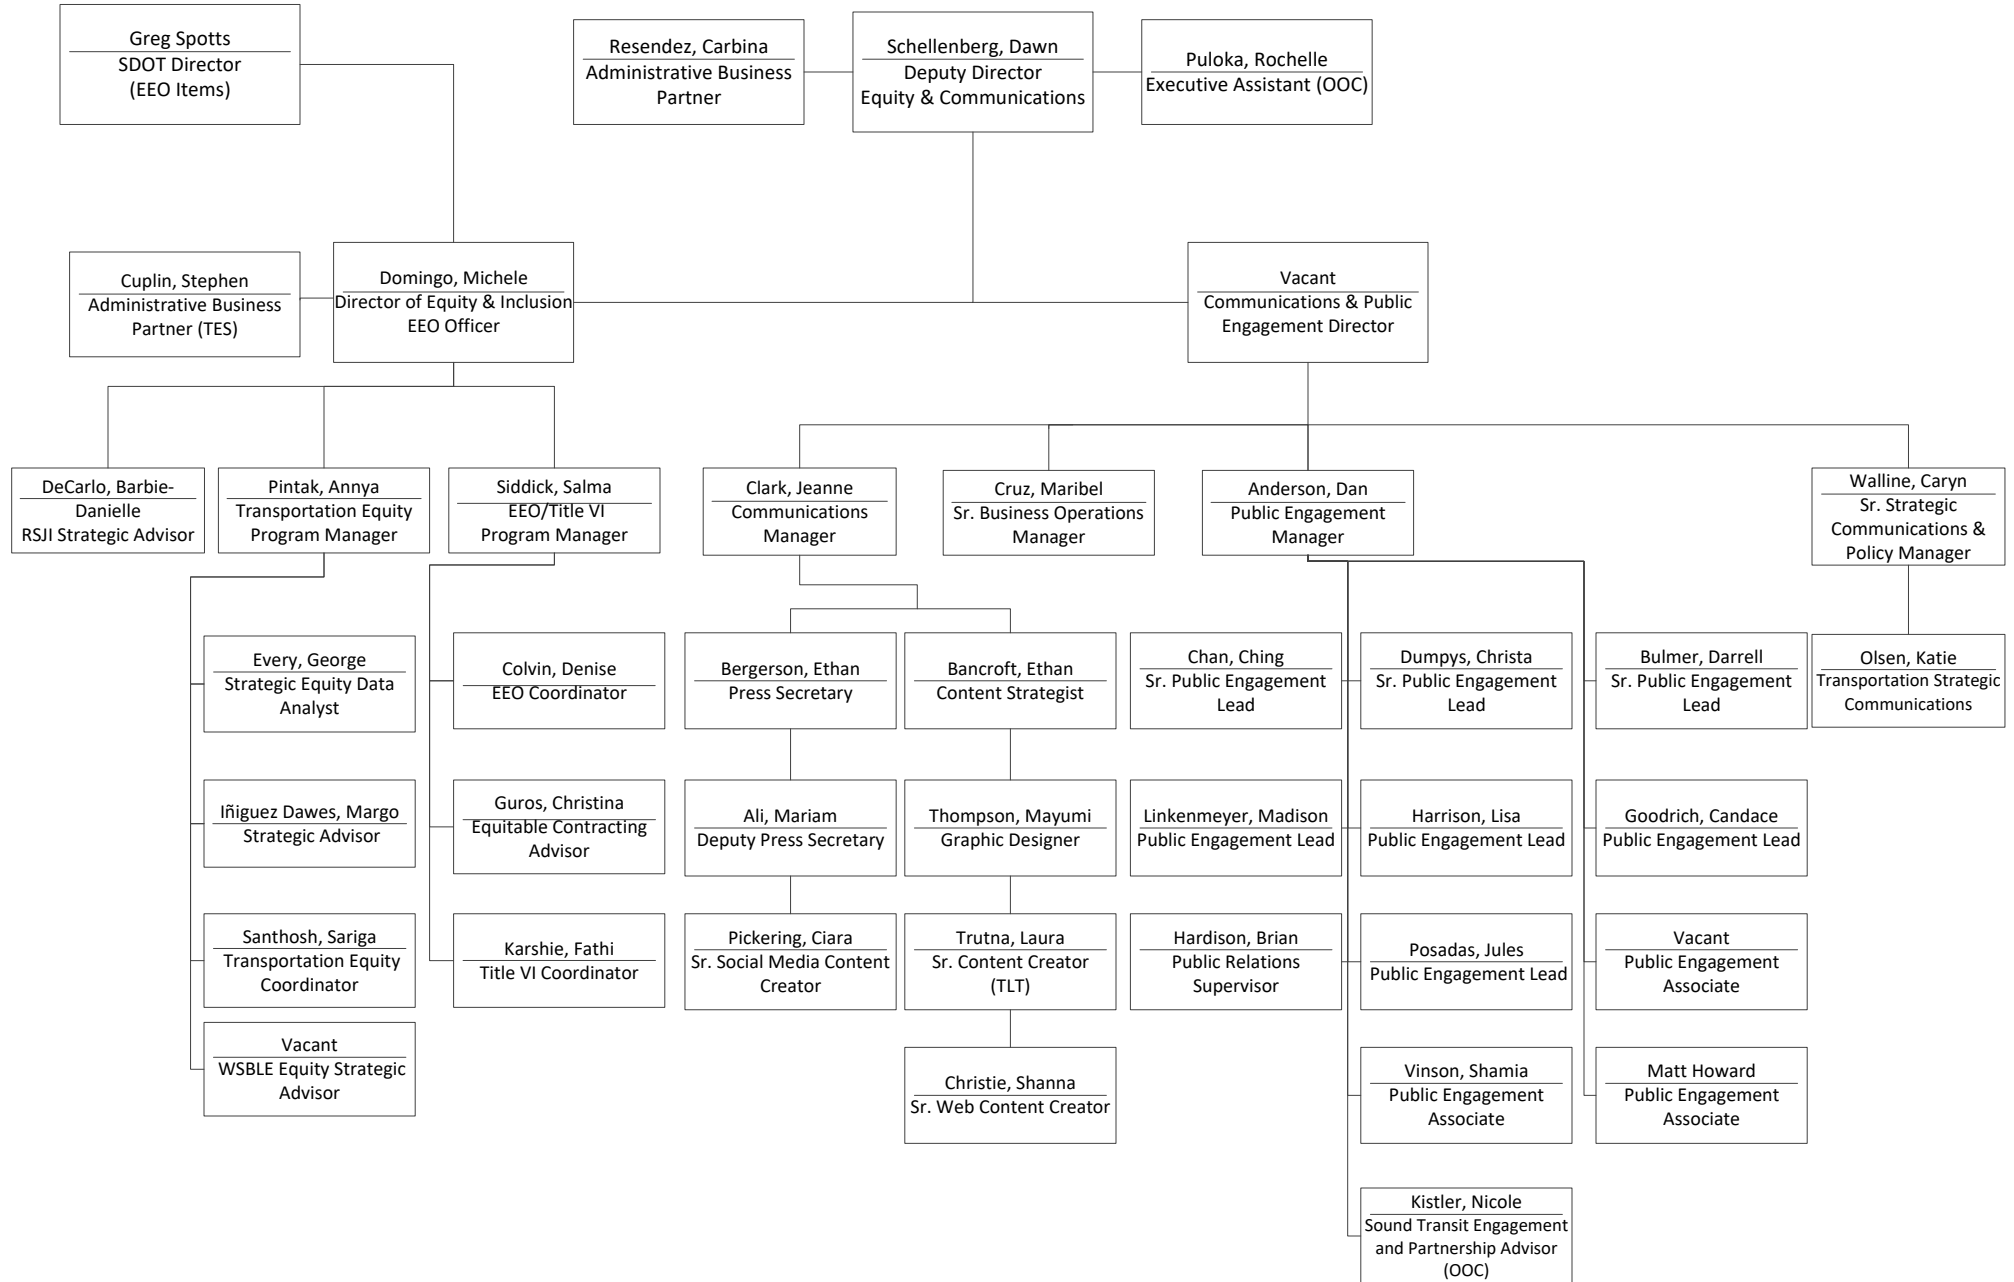 Greg Spotts
SDOT Director
(EEO Items)
Resendez, Carbina
Administrative Business
Partner
Schellenberg, Dawn
Deputy Director
Equity & Communications
Puloka, Rochelle
Executive Assistant (OOC)
Cuplin, Stephen
Administrative Business
Partner (TES)
Domingo, Michele
Director of Equity & Inclusion
EEO Officer
Vacant
Communications & Public
Engagement Director
DeCarlo, Barbie-
Danielle
RSJI Strategic Advisor
Pintak, Annya
Transportation Equity
Program Manager
Siddick, Salma
EEO/Title VI
Program Manager
Clark, Jeanne
Communications
Manager
Cruz, Maribel
Sr. Business Operations
Manager
Anderson, Dan
Public Engagement
Manager
Walline, Caryn
Sr. Strategic
Communications &
Policy Manager
Every, George
Strategic Equity Data
Analyst
Colvin, Denise
EEO Coordinator
Bergerson, Ethan
Press Secretary
Bancroft, Ethan
Content Strategist
Chan, Ching
Sr. Public Engagement
Lead
Dumpys, Christa
Sr. Public Engagement
Lead
Bulmer, Darrell
Sr. Public Engagement
Lead
Olsen, Katie
Transportation Strategic
Communications
Iñiguez Dawes, Margo
Strategic Advisor
Guros, Christina
Equitable Contracting
Advisor
Ali, Mariam
Deputy Press Secretary
Thompson, Mayumi
Graphic Designer
Linkenmeyer, Madison
Public Engagement Lead
Harrison, Lisa
Public Engagement Lead
Goodrich, Candace
Public Engagement Lead
Santhosh, Sariga
Transportation Equity
Coordinator
Karshie, Fathi
Title VI Coordinator
Pickering, Ciara
Sr. Social Media Content
Creator
Trutna, Laura
Sr. Content Creator
(TLT)
Hardison, Brian
Public Relations
Supervisor
Posadas, Jules
Public Engagement Lead
Vacant
Public Engagement
Associate
Vacant
WSBLE Equity Strategic
Advisor
Christie, Shanna
Sr. Web Content Creator
Vinson, Shamia
Public Engagement
Associate
Matt Howard
Public Engagement
Associate
Kistler, Nicole
Sound Transit Engagement
and Partnership Advisor
(OOC)